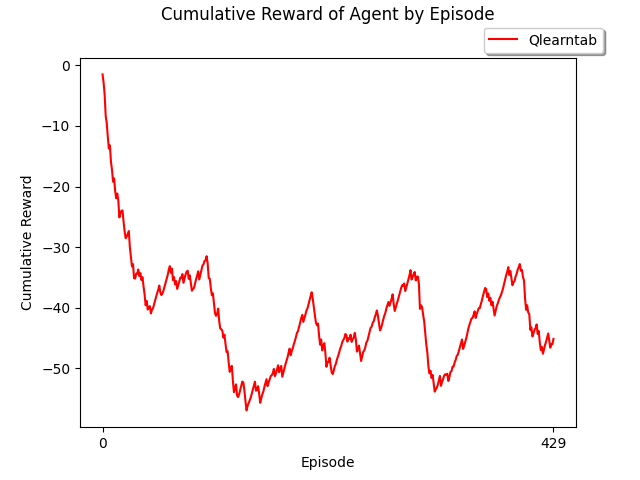 Cumulative Reward of Agent by Episode
Qlearntab
0
−10
−20
−30
−40
−50
Cumulative Reward
0
429
Episode